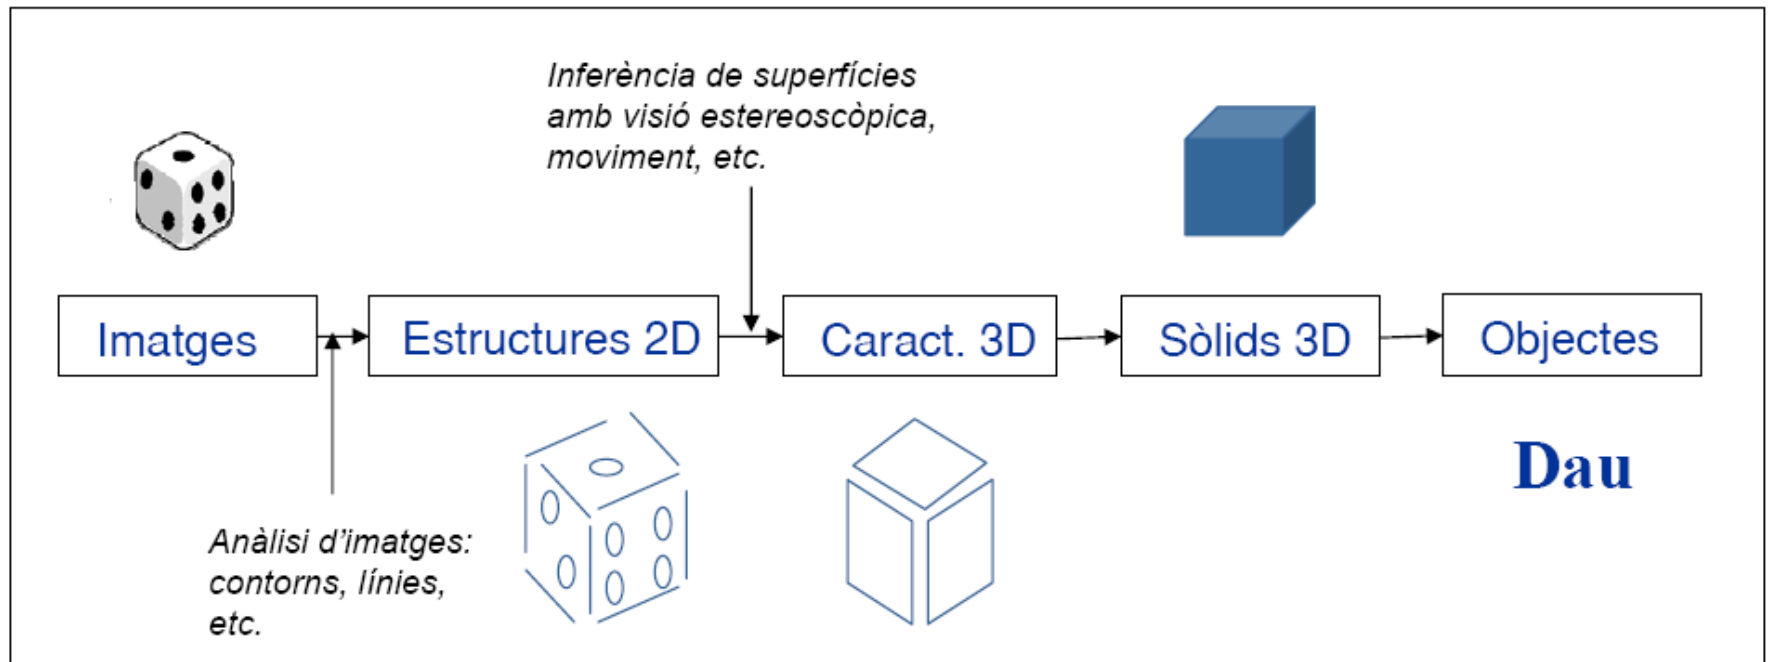 Inferència de superfícies
amb visió estereoscòpica,
moviment, etc.
Imatges
Estructures 2D
Caract. 3D
Sòlids 3D
Objectes
Dau
Anàlisi d’imatges:
contorns, línies,
etc.